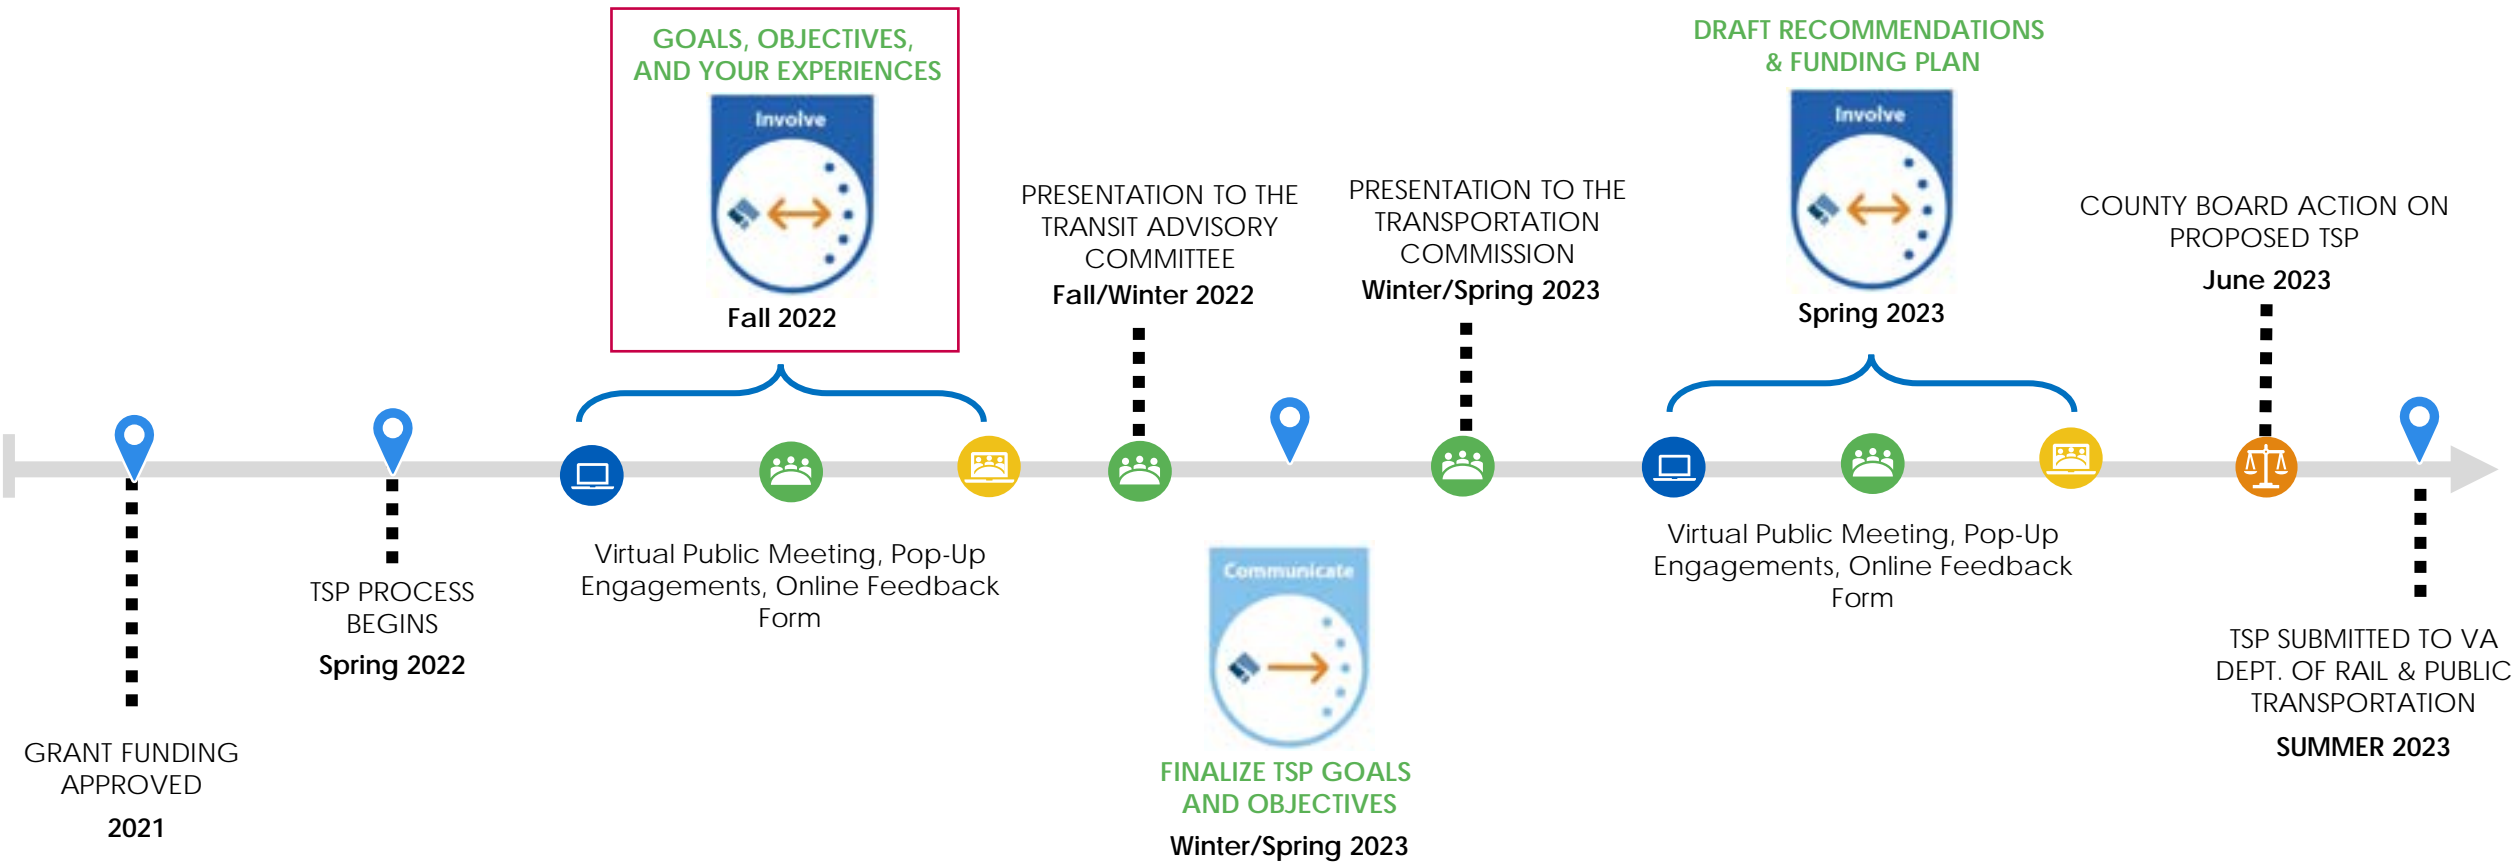 GRANT FUNDING
APPROVED
2021
TSP PROCESS
BEGINS
Spring 2022
GOALS, OBJECTIVES,
AND YOUR EXPERIENCES
Involve
Fall 2022
Virtual Public Meeting, Pop-Up
Engagements, Online Feedback
Form
PRESENTATION TO THE
TRANSIT ADVISORY
COMMITTEE
Fall/Winter 2022
Communicate
FINALIZE TSP GOALS
AND OBJECTIVES
Winter/Spring 2023
PRESENTATION TO THE
TRANSPORTATION
COMMISSION
Winter/Spring 2023
DRAFT RECOMMENDATIONS
& FUNDING PLAN
Involve
Spring 2023
Virtual Public Meeting, Pop-Up
Engagements, Online Feedback
Form
COUNTY BOARD ACTION ON
PROPOSED TSP
June 2023
TSP SUBMITTED TO VA
DEPT. OF RAIL & PUBLIC
TRANSPORTATION
SUMMER 2023